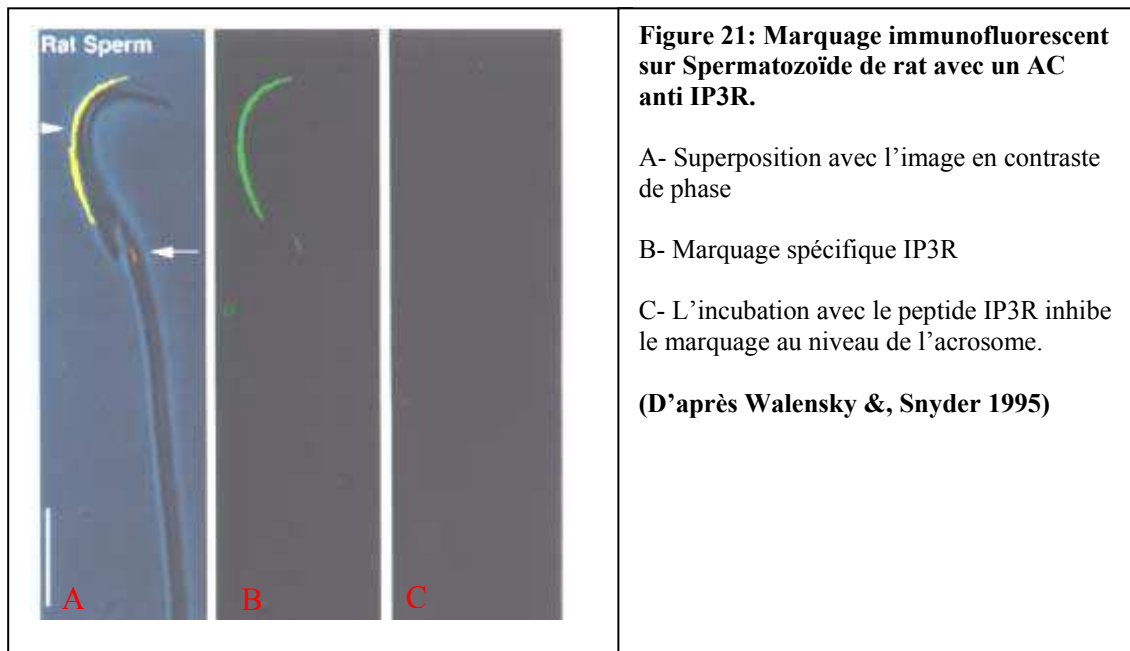 Rat Sperm
A
B
C
Figure 21: Marquage immunofluorescent
sur Spermatozoïde de rat avec un AC
anti IP3R.
A- Superposition avec l’image en contraste
de phase
B- Marquage spécifique IP3R
C- L’incubation avec le peptide IP3R inhibe
le marquage au niveau de l’acrosome.
(D’après Walensky &, Snyder 1995)